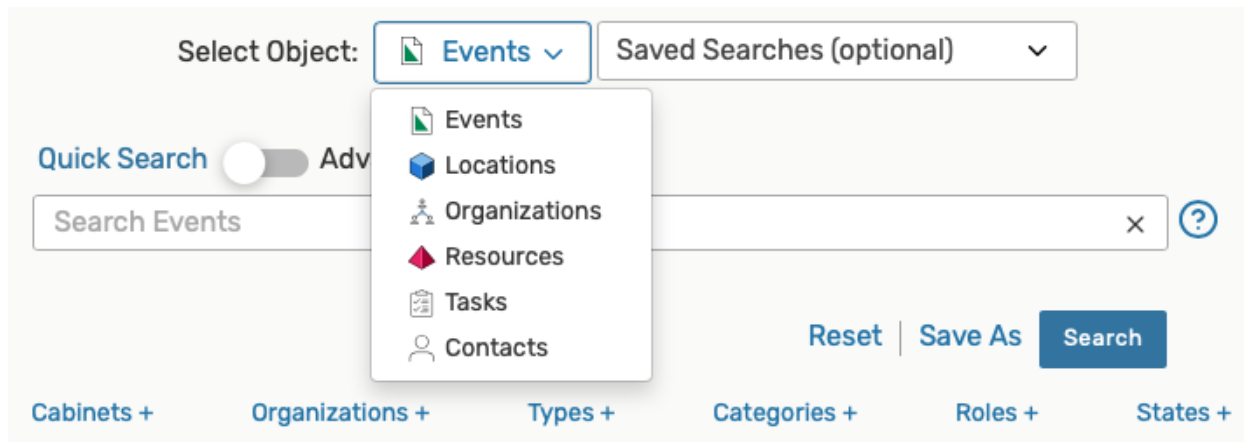 Select Object: Events Saved Searches (optional)
Events
Quick Search Adv
Locations
Organizations
Search Events
Resources
Tasks
Contacts
Reset Save As Search
Cabinets + Organizations + Types + Categories + Roles + States +